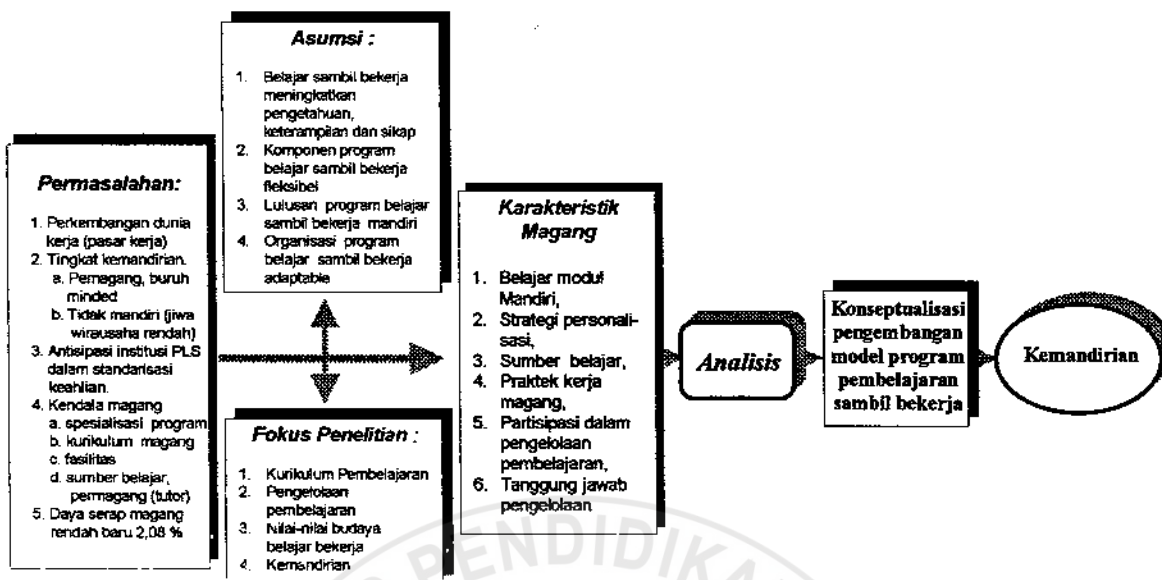 Permasalahan:
1. Perkembangan dunia
kerja (pasar kerja)
2. Tingkat kemandirian.
a. Pemagang, buruh
minded
b. Tidak mandiri (jiwa
wirausaha rendah)
3. Antisipasi institusi PLS
dalam standarisasi
keahlian.
4. Kendala magang
a. spesialisasi program
b. kurikulum magang
c. fasilitas
d. sumber belajar,
permagang (tutor)
5. Daya serap magang
rendah baru 2,08 %
Asumsi :
1. Belajar sambil bekerja
meningkatkan
pengetahuan,
keterampilan dan sikap
2. Komponen program
belajar sambil bekerja
fleksibel
3. Lulusan program belajar
sambil bekerja mandiri
4. Organisasi program
belajar sambil bekerja
adaptable
Fokus Penelitian :
1. Kurikulum Pembelajaran
2. Pengelolaan
pembelajaran
3. Nilai-nilai budaya
belajar bekerja
4. Kemandirian
Karakteristik
Magang
1. Belajar modul
Mandiri,
2. Strategi personali-
sasi,
3. Sumber belajar,
4. Praktek kerja
magang,
5. Partisipasi dalam
pengelolaan
pembelajaran,
6. Tanggung jawab
pengelolaan
Analisis
Konseptualisasi
pengembangan
model program
pembelajaran
sambil bekerja
Kemandirian
PENDIDIKA